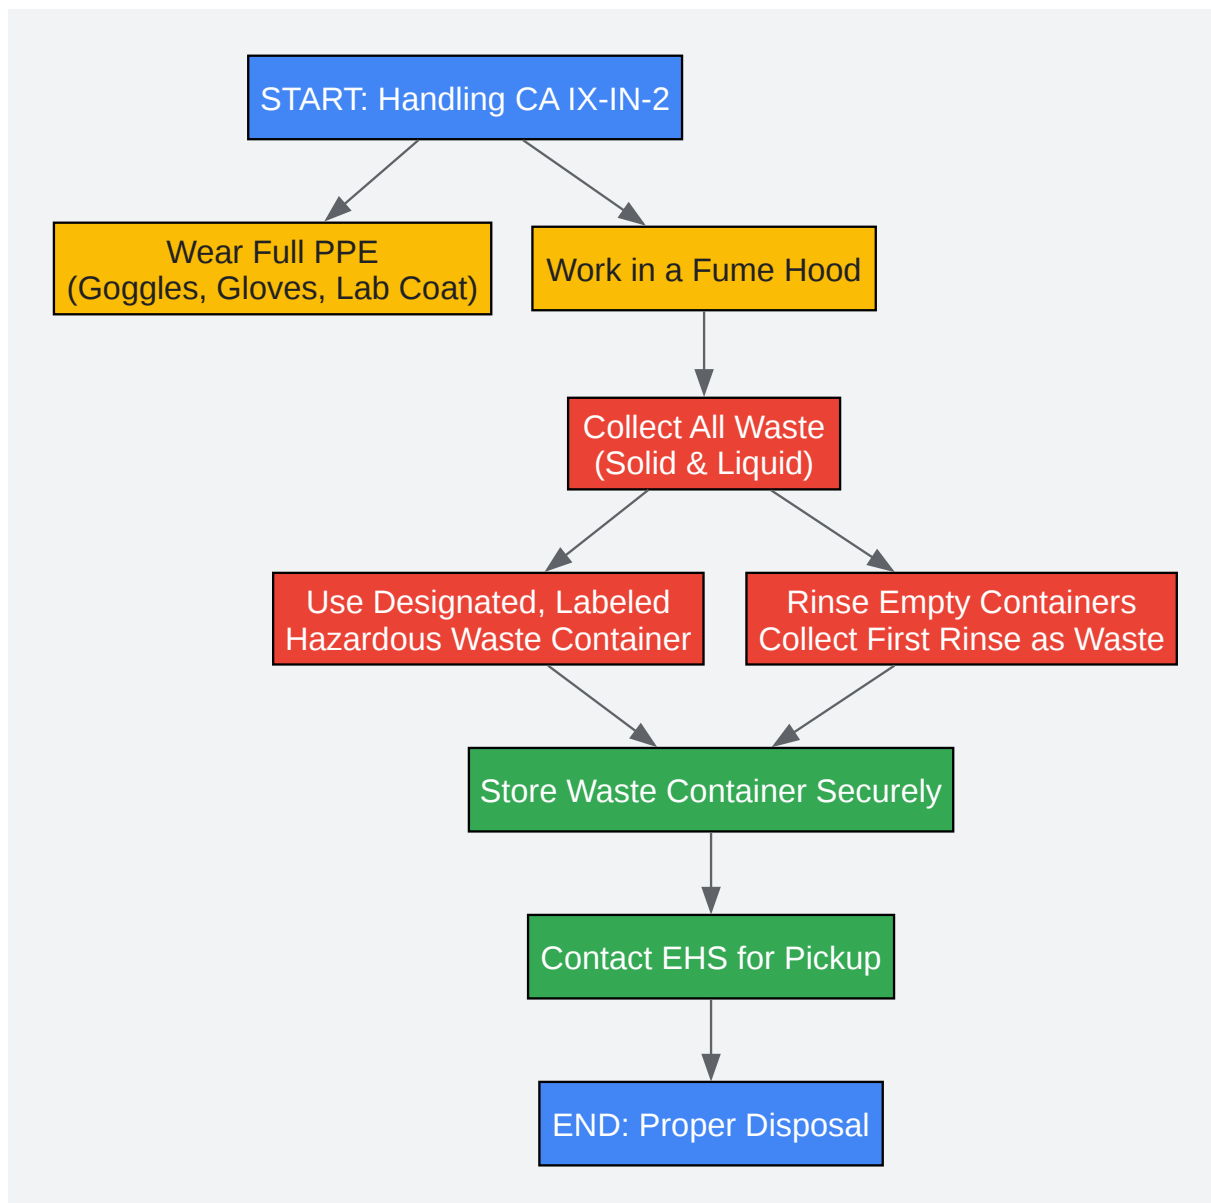 START: Handling CA IX-IN-2
Wear Full PPE
(Goggles, Gloves, Lab Coat)
Work in a Fume Hood
Collect All Waste
(Solid & Liquid)
Use Designated, Labeled
Hazardous Waste Container
Rinse Empty Containers
Collect First Rinse as Waste
Store Waste Container Securely
Contact EHS for Pickup
END: Proper Disposal